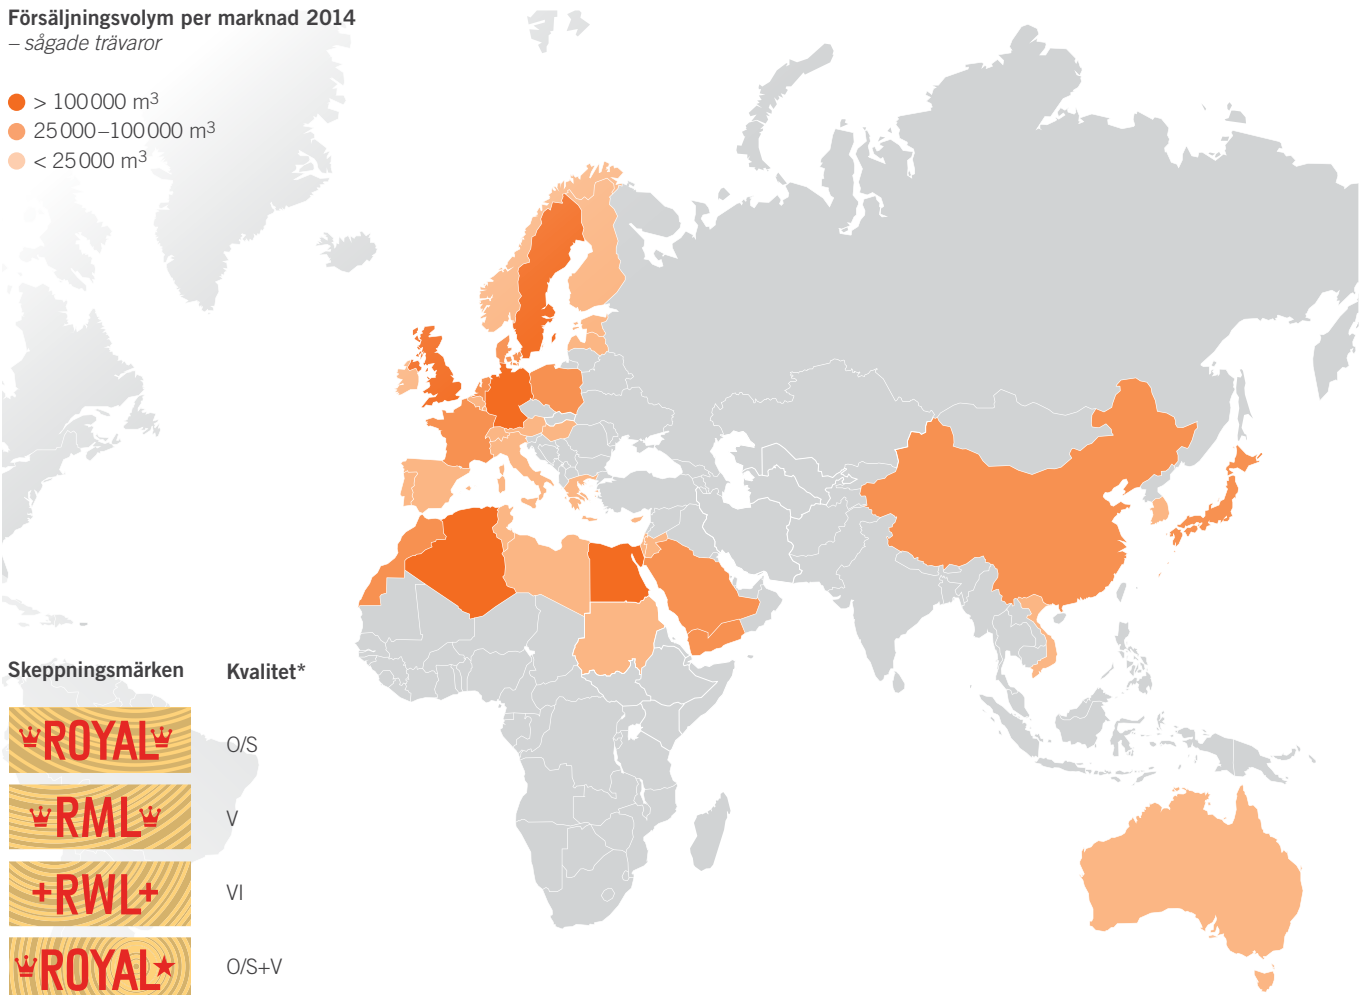 Försäljningsvolym per marknad 2014
– sågade trävaror
> 100 000 m³
25 000–100 000 m³
< 25 000 m³
Skeppningsmärken Kvalitet*
ROYAL O/S
RML V
+RWL+ VI
ROYAL★ O/S+V